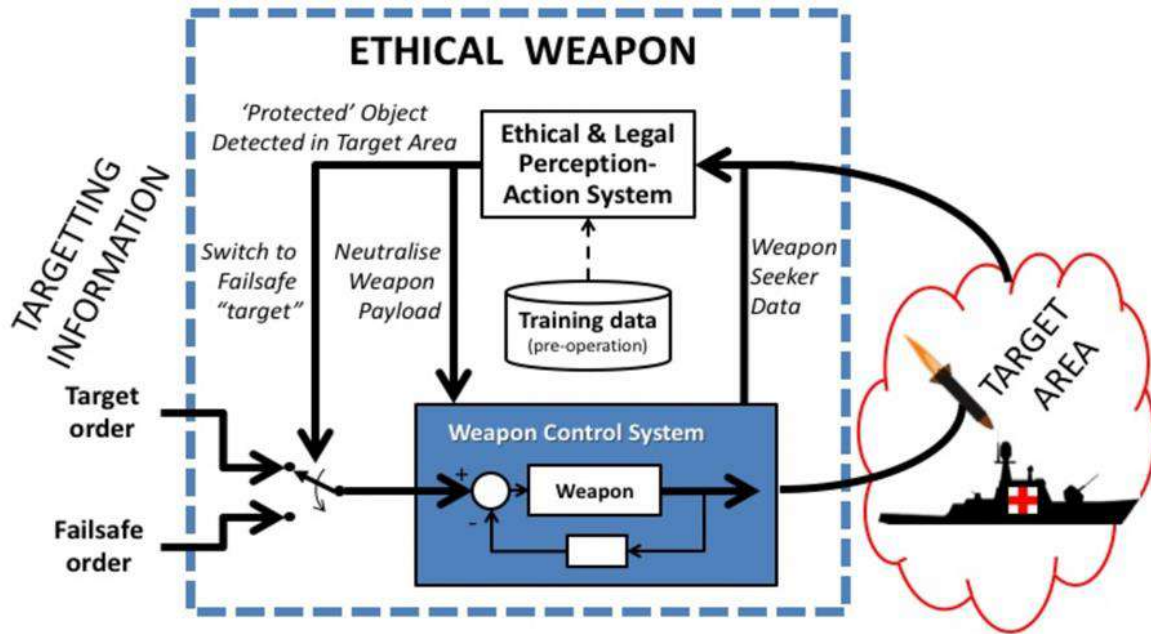 ETHICAL WEAPON
'Protected' Object
Detected in Target Area
Ethical & Legal
Perception-
Action System
TARGETTING
INFORMATION
Switch to
Failsafe
“target”
Neutralise
Weapon
Payload
Training data
(pre-operation)
Weapon
Seeker
Data
TARGET
AREA
Target
order
Failsafe
order
Weapon Control System
+
-
Weapon